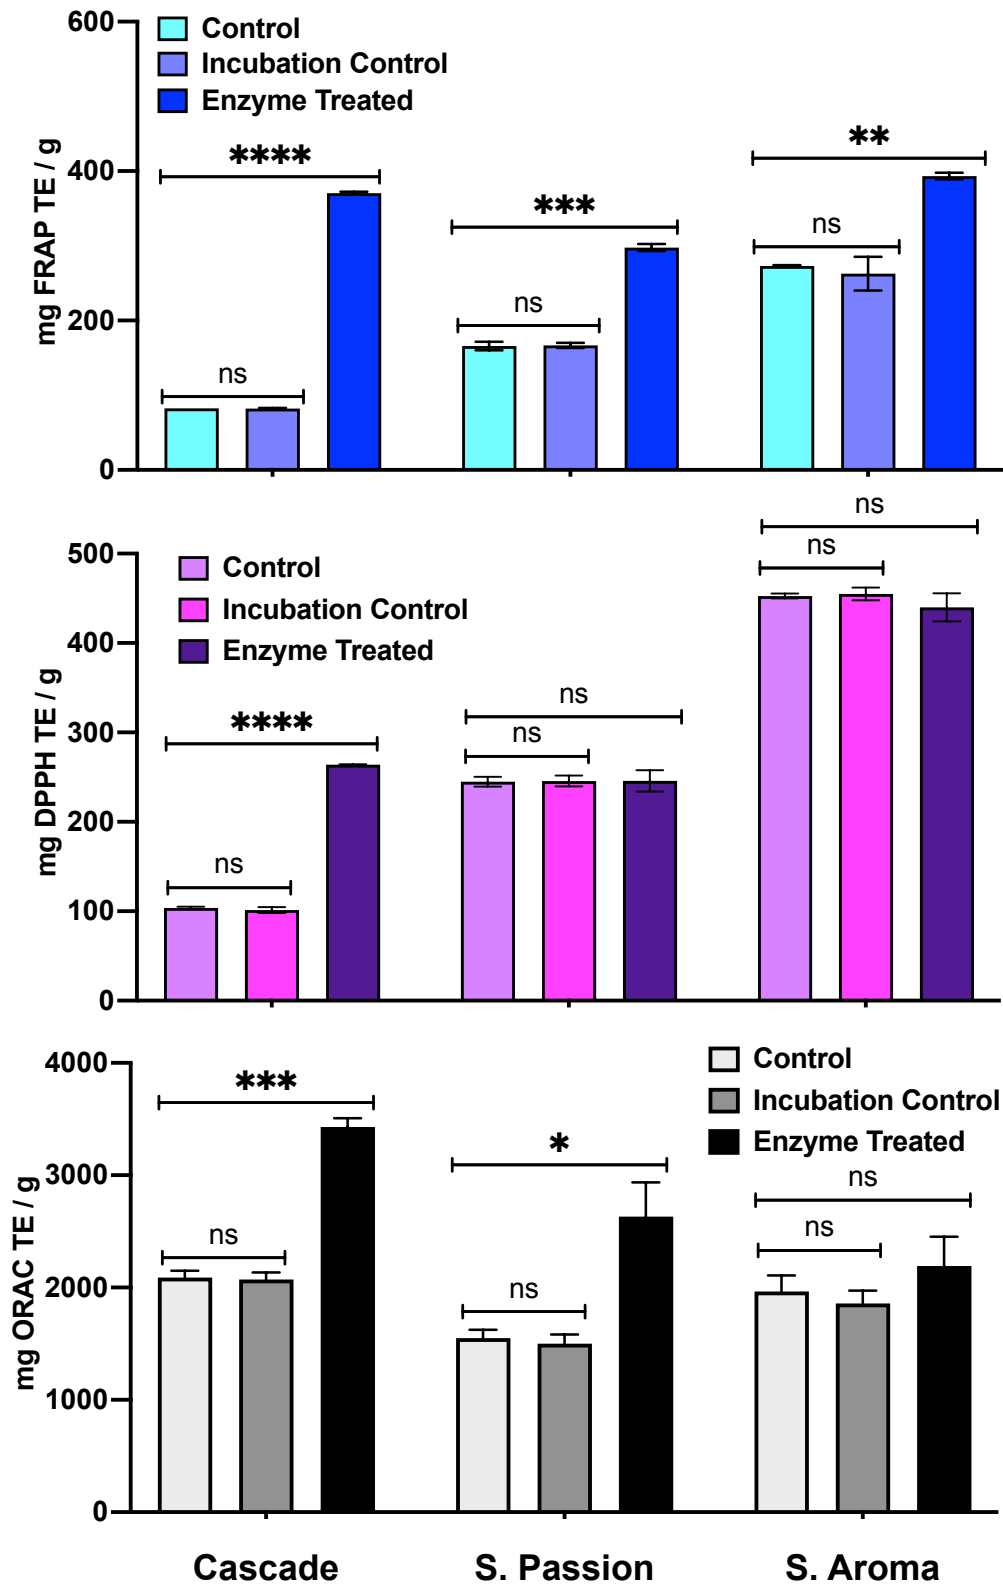 600
Control
Incubation Control
Enzyme Treated
mg FRAP TE / g
400
200
0
****
ns
***
ns
**
ns
500
Control
Incubation Control
Enzyme Treated
mg DPPH TE / g
400
300
200
100
0
****
ns
ns
ns
ns
ns
4000
Control
Incubation Control
Enzyme Treated
mg ORAC TE / g
3000
2000
1000
0
***
ns
*
ns
ns
ns
Cascade
S. Passion
S. Aroma